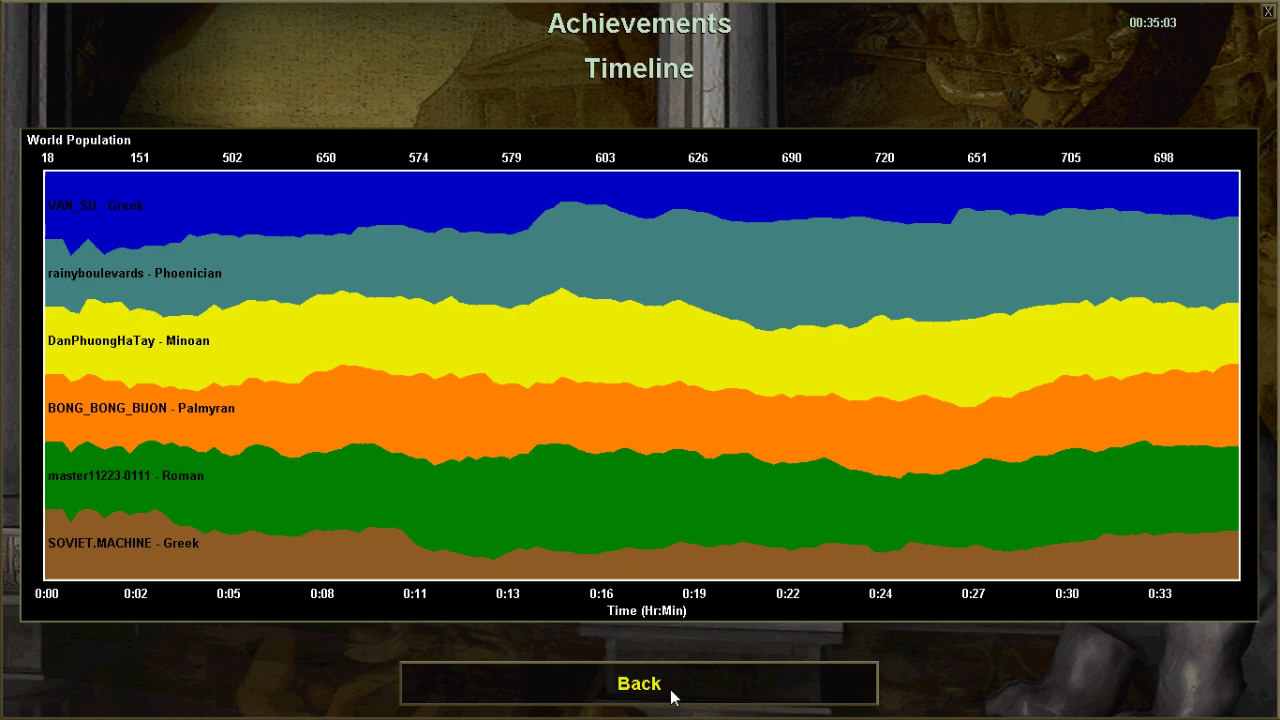 Achievements
00:35:03
X
Timeline
World Population
18 151 502 650 574 579 603 626 690 720 651 705 698
VAN_SU - Greek
rainyboulevards - Phoenician
DanPhuongHaTay - Minoan
BONG_BONG_BUON - Palmyran
master11223-0111 - Roman
SOVIET.MACHINE - Greek
0:00 0:02 0:05 0:08 0:11 0:13 0:16 0:19 0:22 0:24 0:27 0:30 0:33
Time (Hr:Min)
Back